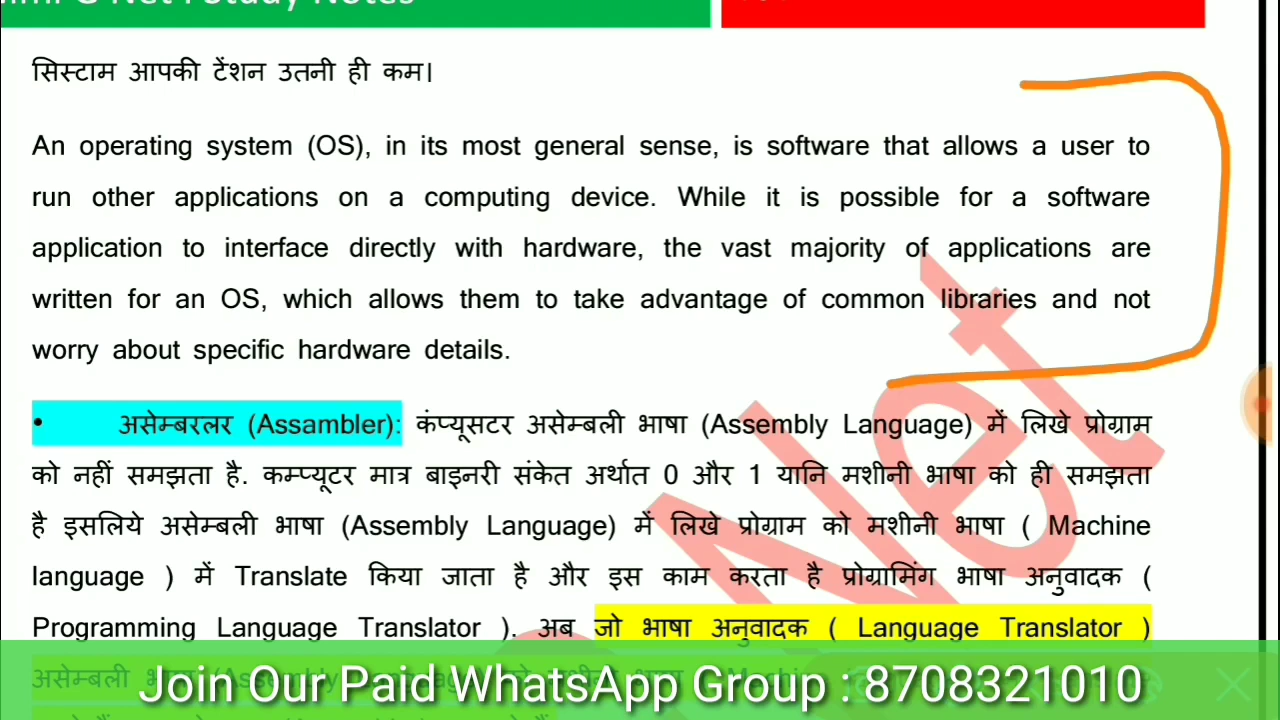 सिस्टाम आपकी टेंशन उतनी ही कम।
An operating system (OS), in its most general sense, is software that allows a user to
run other applications on a computing device. While it is possible for a software
application to interface directly with hardware, the vast majority of applications are
written for an OS, which allows them to take advantage of common libraries and not
worry about specific hardware details.
• असेम्बरलर (Assambler): कंप्यूसटर असेम्बली भाषा (Assembly Language) में लिखे प्रोग्राम
को नहीं समझता है. कम्प्यूटर मात्र बाइनरी संकेत अर्थात 0 और 1 यानि मशीनी भाषा को ही समझता
है इसलिये असेम्बली भाषा (Assembly Language) में लिखे प्रोग्राम को मशीनी भाषा ( Machine
language ) में Translate किया जाता है और इस काम करता है प्रोग्रामिंग भाषा अनुवादक (
Programming Language Translator ). अब जो भाषा अनुवादक ( Language Translator )
असेम्बली
Join Our Paid WhatsApp Group : 8708321010
Net